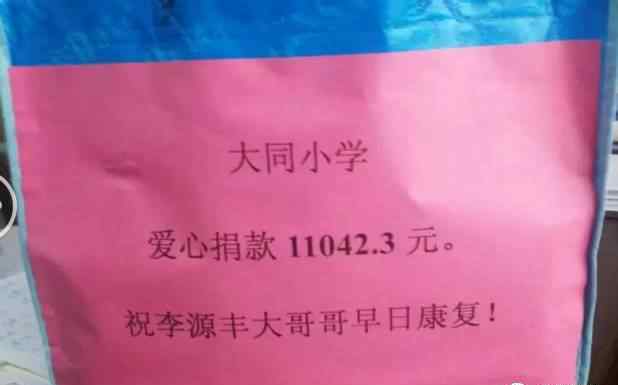 大同小学
爱心捐款 11042.3 元。
祝李源丰大哥哥早日康复！